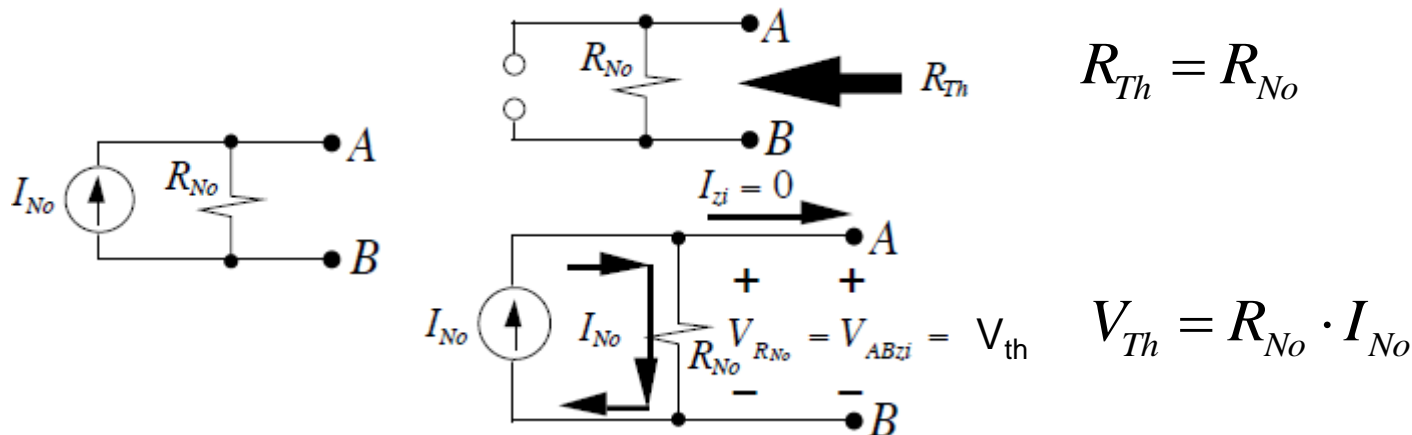 I_No R_No A
B
R_No A
B
R_Th
R_Th = R_No
I_zi = 0
A
I_No I_No R_No + + 
V_R_No = V_ABzi = V_th
− −
B
V_Th = R_No · I_No